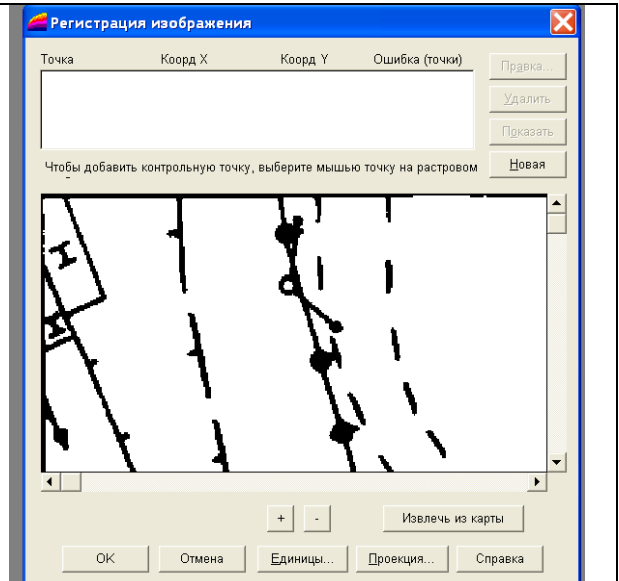 Регистрация изображения
Точка Коорд X Коорд Y Ошибка (точки)
Правка...
Удалить
Показать
Новая
Чтобы добавить контрольную точку, выберите мышью точку на растровом
Н
Н
+ - Извлечь из карты
OK Отмена Единицы... Проекция... Справка